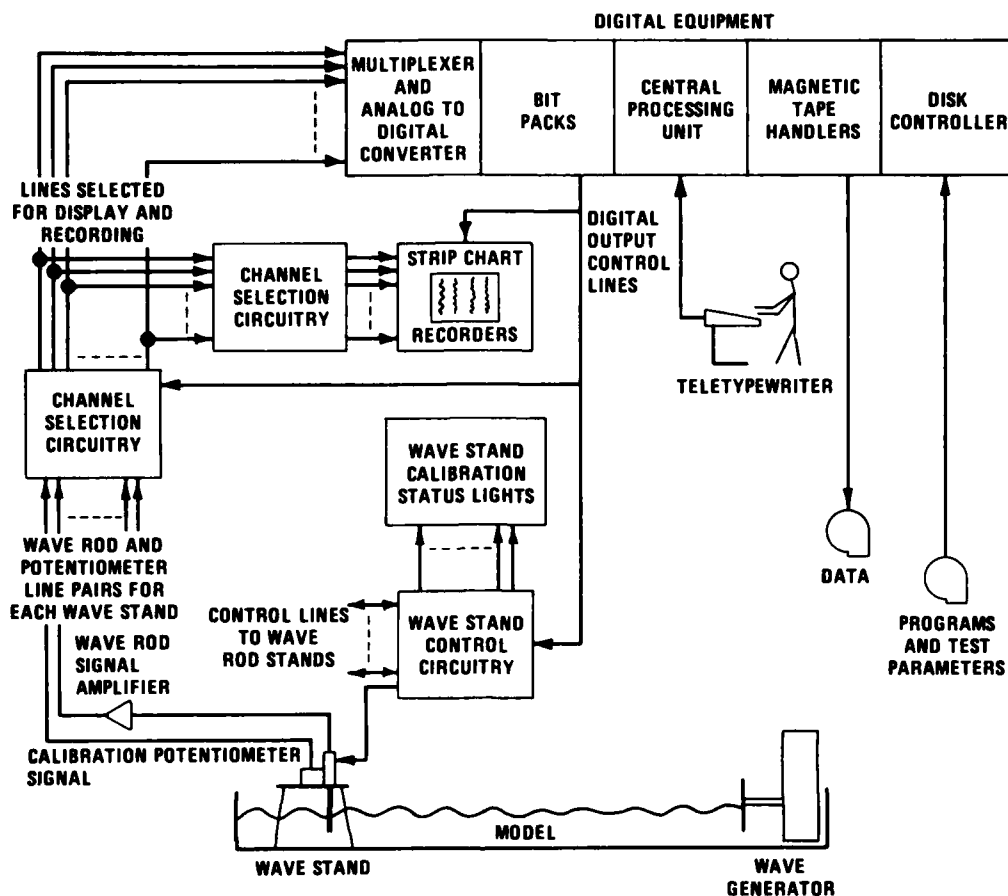 DIGITAL EQUIPMENT
MULTIPLEXER
AND
ANALOG TO
DIGITAL
CONVERTER
BIT
PACKS
CENTRAL
PROCESSING
UNIT
MAGNETIC
TAPE
HANDLERS
DISK
CONTROLLER
LINES SELECTED
FOR DISPLAY AND
RECORDING
CHANNEL
SELECTION
CIRCUITRY
STRIP CHART
RECORDERS
DIGITAL
OUTPUT
CONTROL
LINES
TELETYPEWRITER
CHANNEL
SELECTION
CIRCUITRY
WAVE STAND
CALIBRATION
STATUS LIGHTS
WAVE ROD AND
POTENTIOMETER
LINE PAIRS FOR
EACH WAVE STAND
CONTROL LINES
TO WAVE
ROD STANDS
WAVE STAND
CONTROL
CIRCUITRY
DATA
PROGRAMS
AND TEST
PARAMETERS
WAVE ROD
SIGNAL
AMPLIFIER
CALIBRATION POTENTIOMETER
SIGNAL
MODEL
WAVE STAND
WAVE
GENERATOR